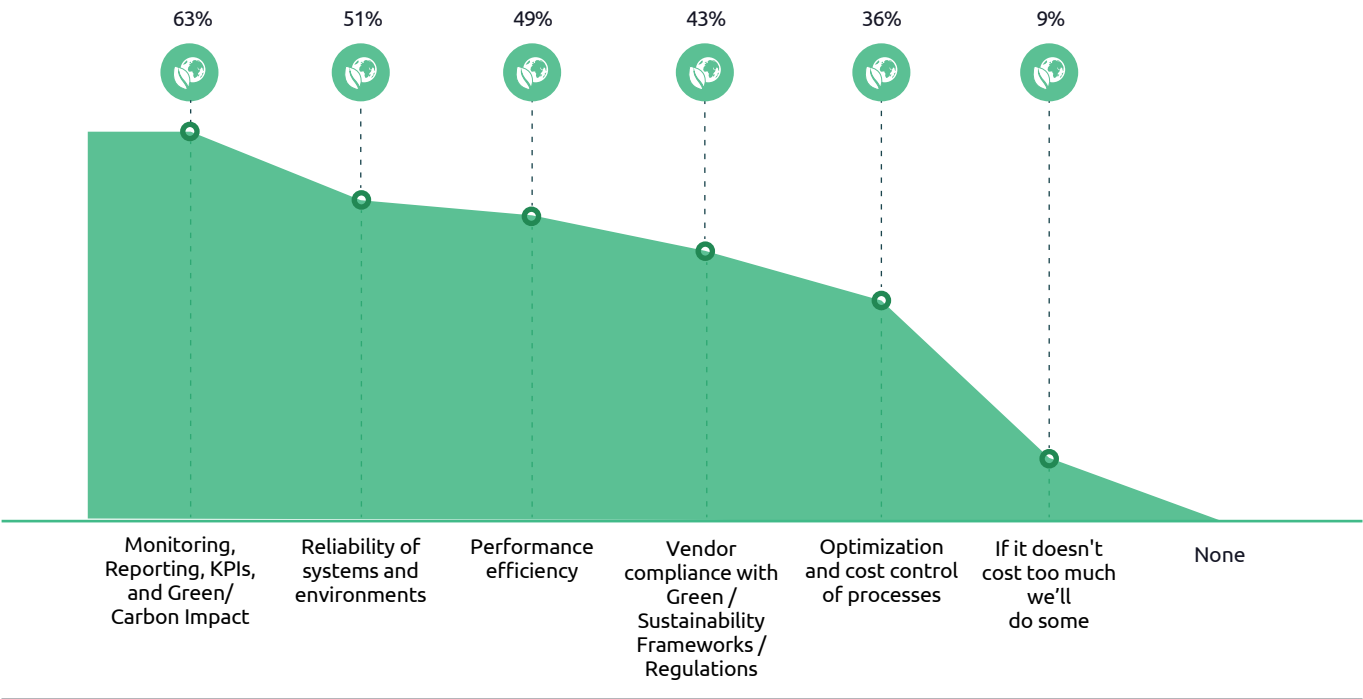 63%
51%
49%
43%
36%
9%
Monitoring,
Reporting, KPIs,
and Green/
Carbon Impact
Reliability of
systems and
environments
Performance
efficiency
Vendor
compliance with
Green /
Sustainability
Frameworks /
Regulations
Optimization
and cost control
of processes
If it doesn't
cost too much
we’ll
do some
None